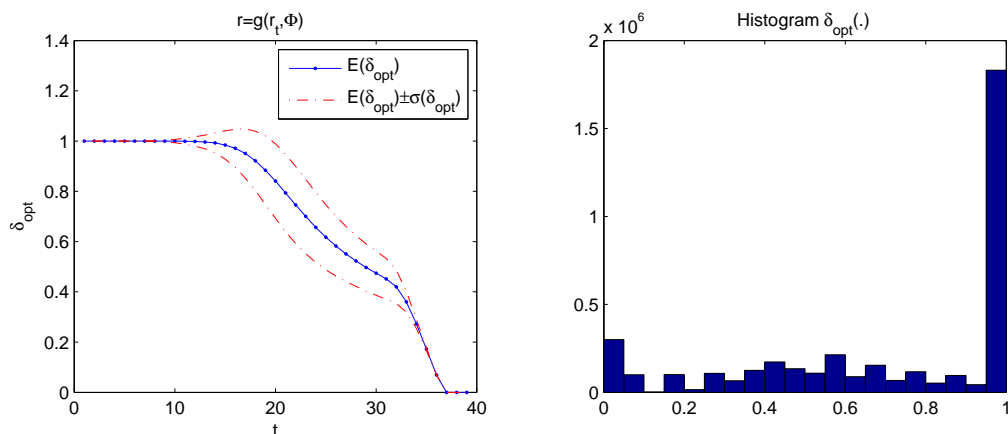 r=g(r_t,Φ)
E(δ_opt)
E(δ_opt)±σ(δ_opt)
1.4
1.2
1
0.8
0.6
0.4
0.2
0
δ_opt
0 10 20 30 40
t
Histogram δ_opt(.)
x 10^6
2
1.5
1
0.5
0
0 0.2 0.4 0.6 0.8 1